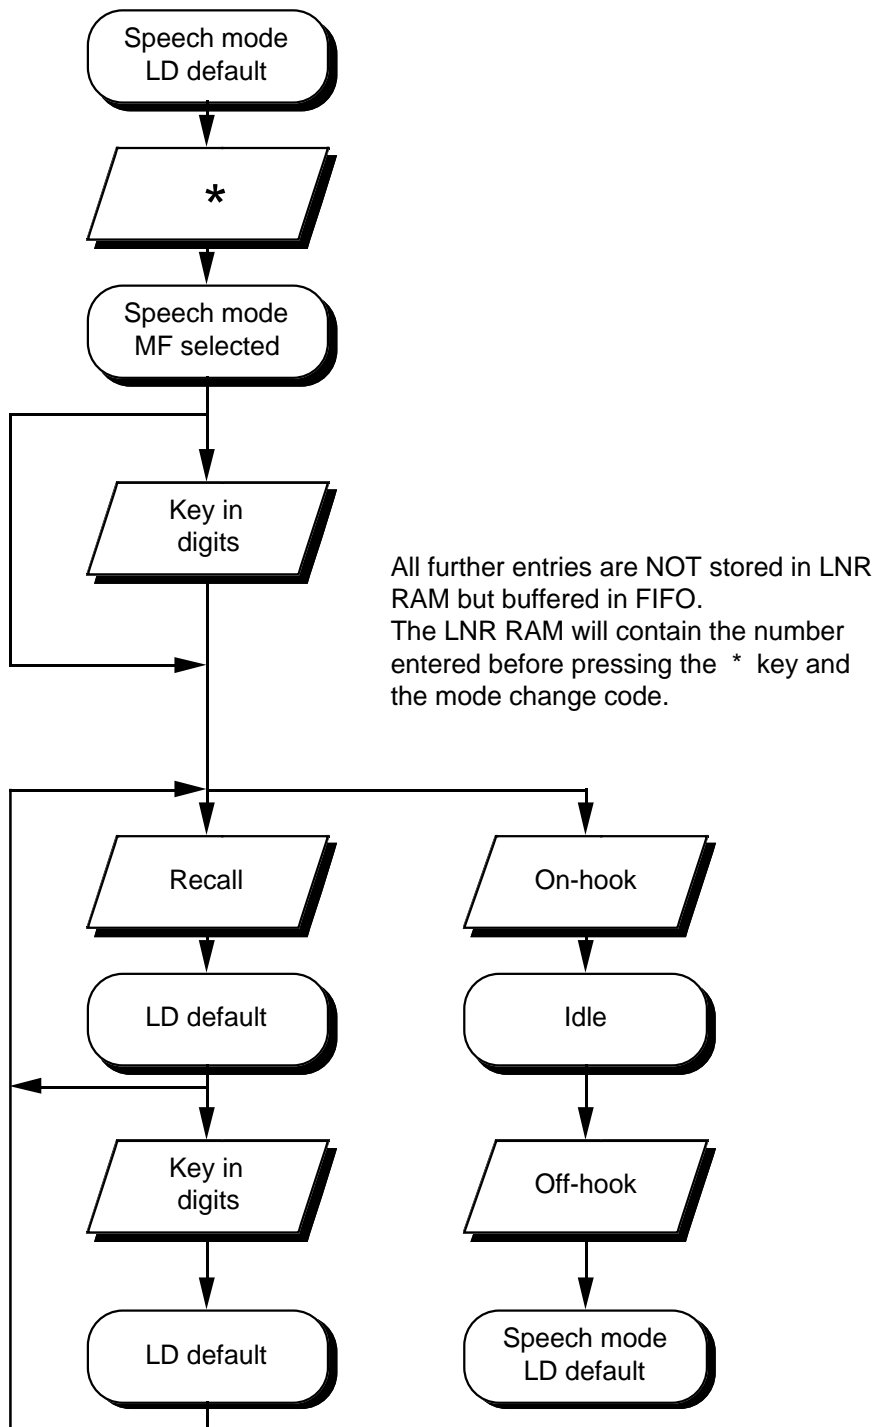 Speech mode
LD default
*
Speech mode
MF selected
Key in
digits
All further entries are NOT stored in LNR
RAM but buffered in FIFO.
The LNR RAM will contain the number
entered before pressing the * key and
the mode change code.
Recall
On-hook
LD default
Idle
Key in
digits
Off-hook
LD default
Speech mode
LD default